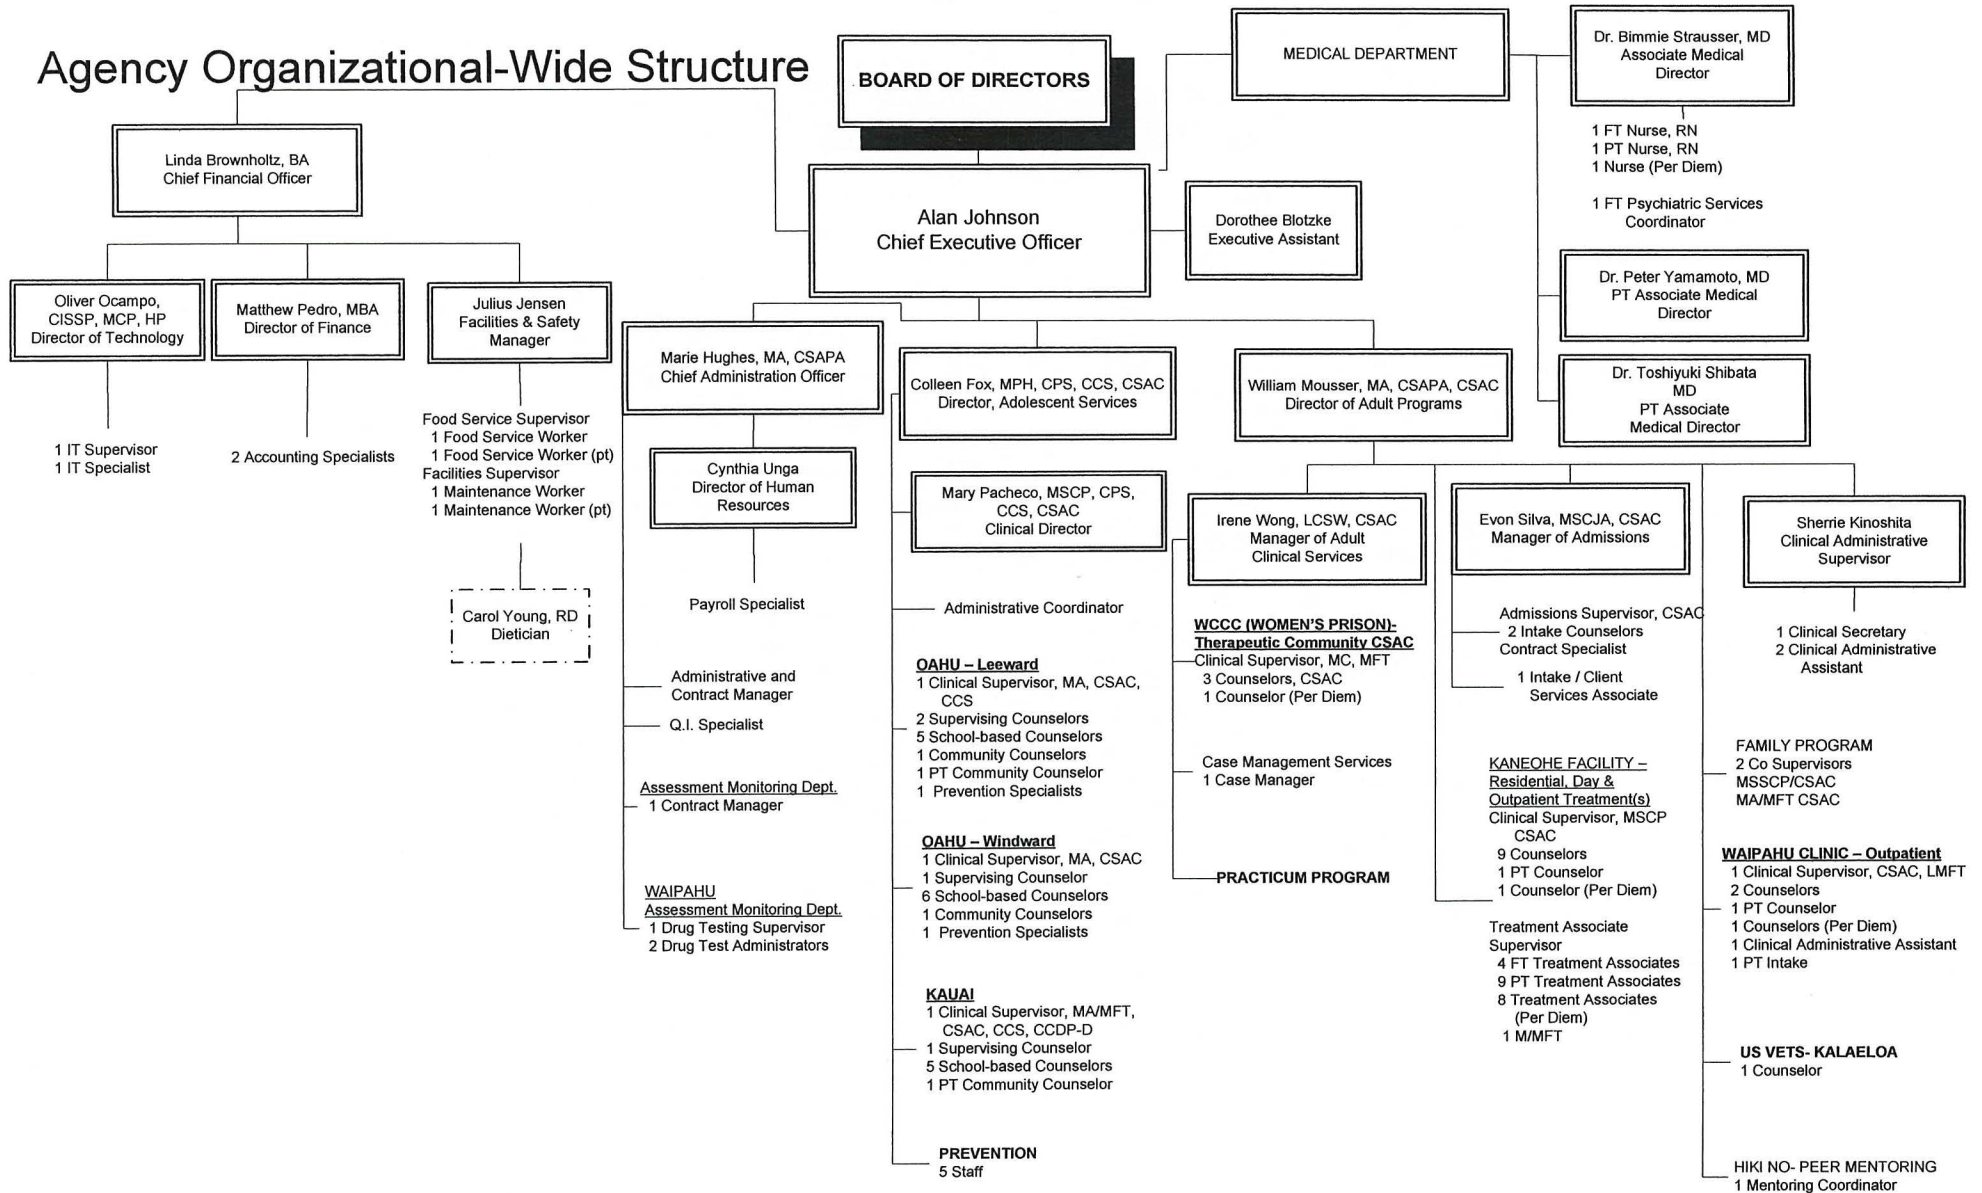 Agency Organizational-Wide Structure
BOARD OF DIRECTORS
MEDICAL DEPARTMENT
Dr. Bimmie Strausser, MD
Associate Medical
Director
1 FT Nurse, RN
1 PT Nurse, RN
1 Nurse (Per Diem)
1 FT Psychiatric Services
Coordinator
Dr. Peter Yamamoto, MD
PT Associate Medical
Director
Dr. Toshiyuki Shibata
MD
PT Associate
Medical Director
Alan Johnson
Chief Executive Officer
Dorothee Blotzke
Executive Assistant
Linda Brownholtz, BA
Chief Financial Officer
Oliver Ocampo,
CISSP, MCP, HP
Director of Technology
1 IT Supervisor
1 IT Specialist
Matthew Pedro, MBA
Director of Finance
2 Accounting Specialists
Julius Jensen
Facilities & Safety
Manager
Food Service Supervisor
1 Food Service Worker
1 Food Service Worker (pt)
Facilities Supervisor
1 Maintenance Worker
1 Maintenance Worker (pt)
Carol Young, RD
Dietician
Marie Hughes, MA, CSAPA
Chief Administration Officer
Cynthia Unga
Director of Human
Resources
Payroll Specialist
Administrative and
Contract Manager
Q.I. Specialist
Assessment Monitoring Dept.
1 Contract Manager
WAIPAHU
Assessment Monitoring Dept.
1 Drug Testing Supervisor
2 Drug Test Administrators
Colleen Fox, MPH, CPS, CCS, CSAC
Director, Adolescent Services
Mary Pacheco, MSCP, CPS,
CCS, CSAC
Clinical Director
Administrative Coordinator
OAHU – Leeward
1 Clinical Supervisor, MA, CSAC,
CCS
2 Supervising Counselors
5 School-based Counselors
1 Community Counselors
1 PT Community Counselor
1 Prevention Specialists
OAHU – Windward
1 Clinical Supervisor, MA, CSAC
1 Supervising Counselor
6 School-based Counselors
1 Community Counselors
1 Prevention Specialists
KAUAI
1 Clinical Supervisor, MA/MFT,
CSAC, CCS, CCDP-D
1 Supervising Counselor
5 School-based Counselors
1 PT Community Counselor
PREVENTION
5 Staff
William Mousser, MA, CSAPA, CSAC
Director of Adult Programs
Irene Wong, LCSW, CSAC
Manager of Adult
Clinical Services
WCCC (WOMEN'S PRISON)-
Therapeutic Community CSAC
Clinical Supervisor, MC, MFT
3 Counselors, CSAC
1 Counselor (Per Diem)
Case Management Services
1 Case Manager
PRACTICUM PROGRAM
Evon Silva, MSCJA, CSAC
Manager of Admissions
Admissions Supervisor, CSAC
2 Intake Counselors
Contract Specialist
1 Intake / Client
Services Associate
KANEOHE FACILITY –
Residential, Day &
Outpatient Treatment(s)
Clinical Supervisor, MSCP
CSAC
9 Counselors
1 PT Counselor
1 Counselor (Per Diem)
Treatment Associate
Supervisor
4 FT Treatment Associates
9 PT Treatment Associates
8 Treatment Associates
(Per Diem)
1 M/MFT
Sherrie Kinoshita
Clinical Administrative
Supervisor
1 Clinical Secretary
2 Clinical Administrative
Assistant
FAMILY PROGRAM
2 Co Supervisors
MSSCP/CSAC
MA/MFT CSAC
WAIPAHU CLINIC – Outpatient
1 Clinical Supervisor, CSAC, LMFT
2 Counselors
1 PT Counselor
1 Counselors (Per Diem)
1 Clinical Administrative Assistant
1 PT Intake
US VETS- KALAELOA
1 Counselor
HIKI NO- PEER MENTORING
1 Mentoring Coordinator